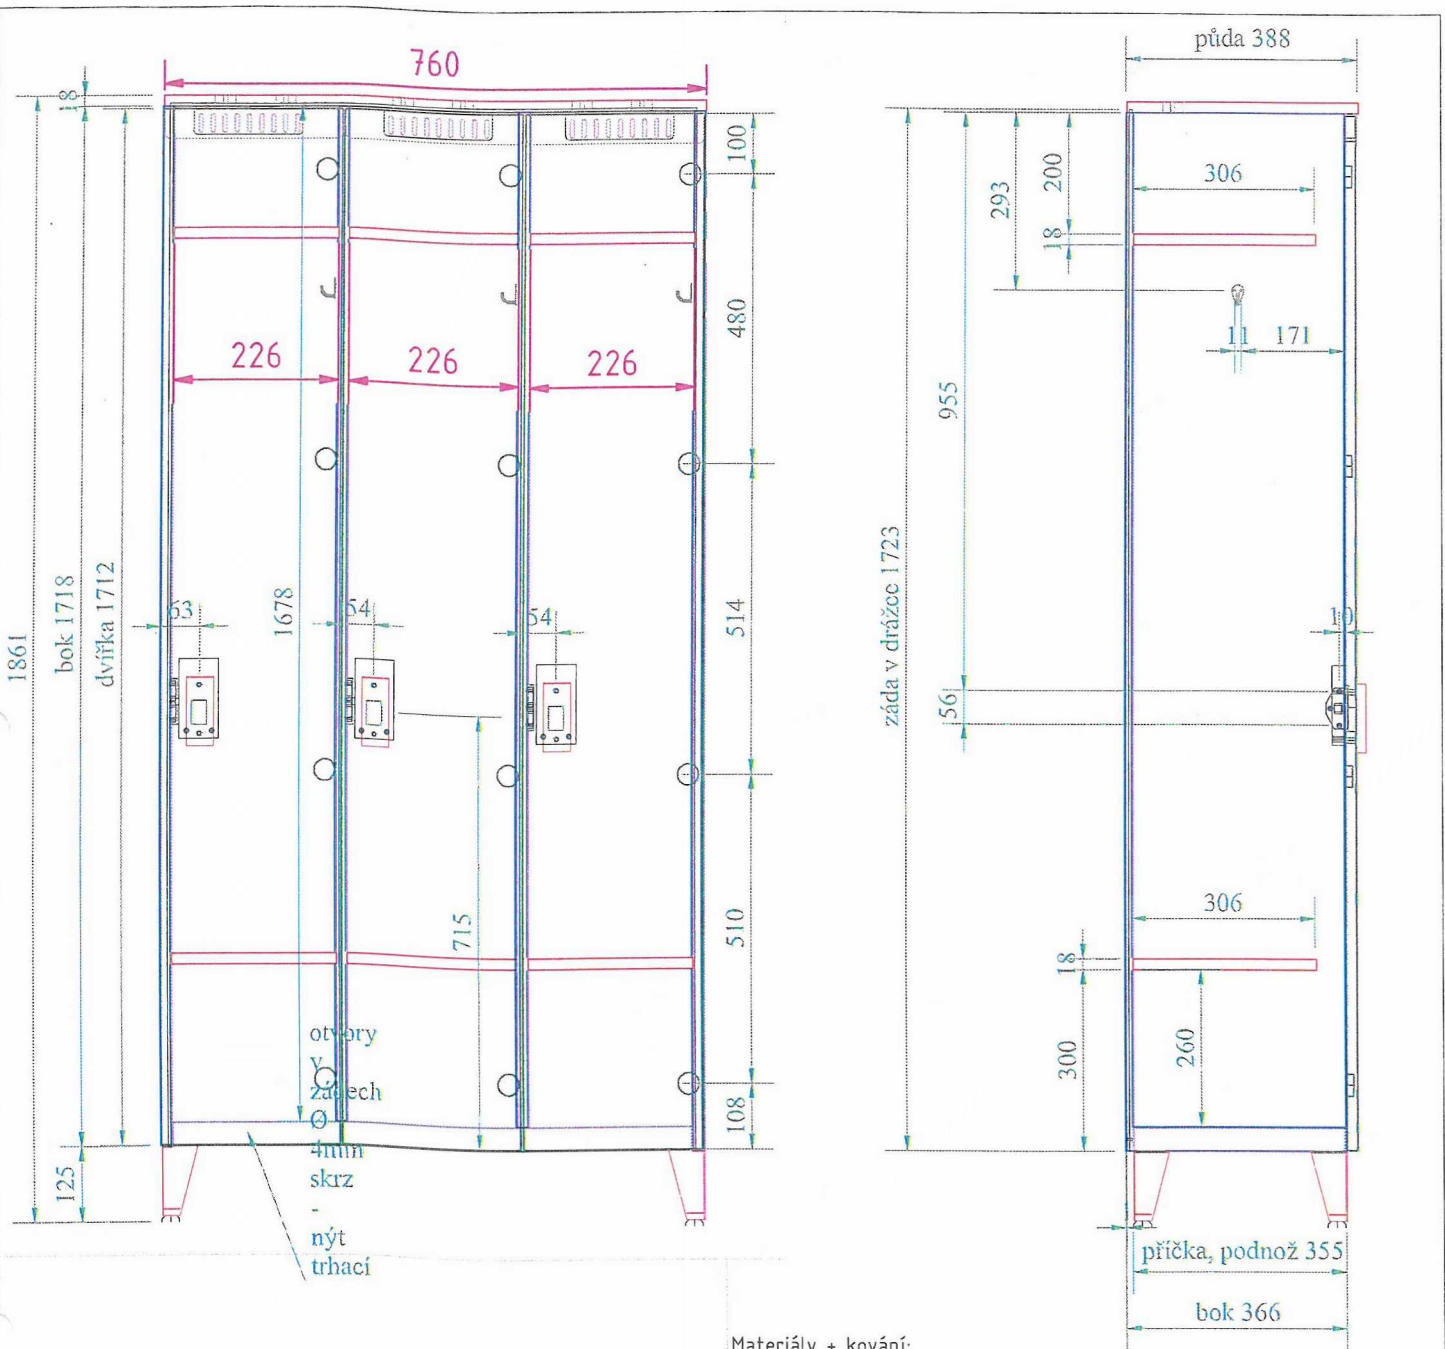 760
půda 388
18
100
200
306
293
18
480
226
226
226
11 171
955
1861
bok 1718
dvířka 1712
1678
63
54
54
514
záda v drážce 1723
10
56
715
510
306
18
300
260
otvory
v
zádech
Ø
4mm
skrz
-
nýt
trhací
108
125
příčka, podnož 355
bok 366
Materiály + kování: